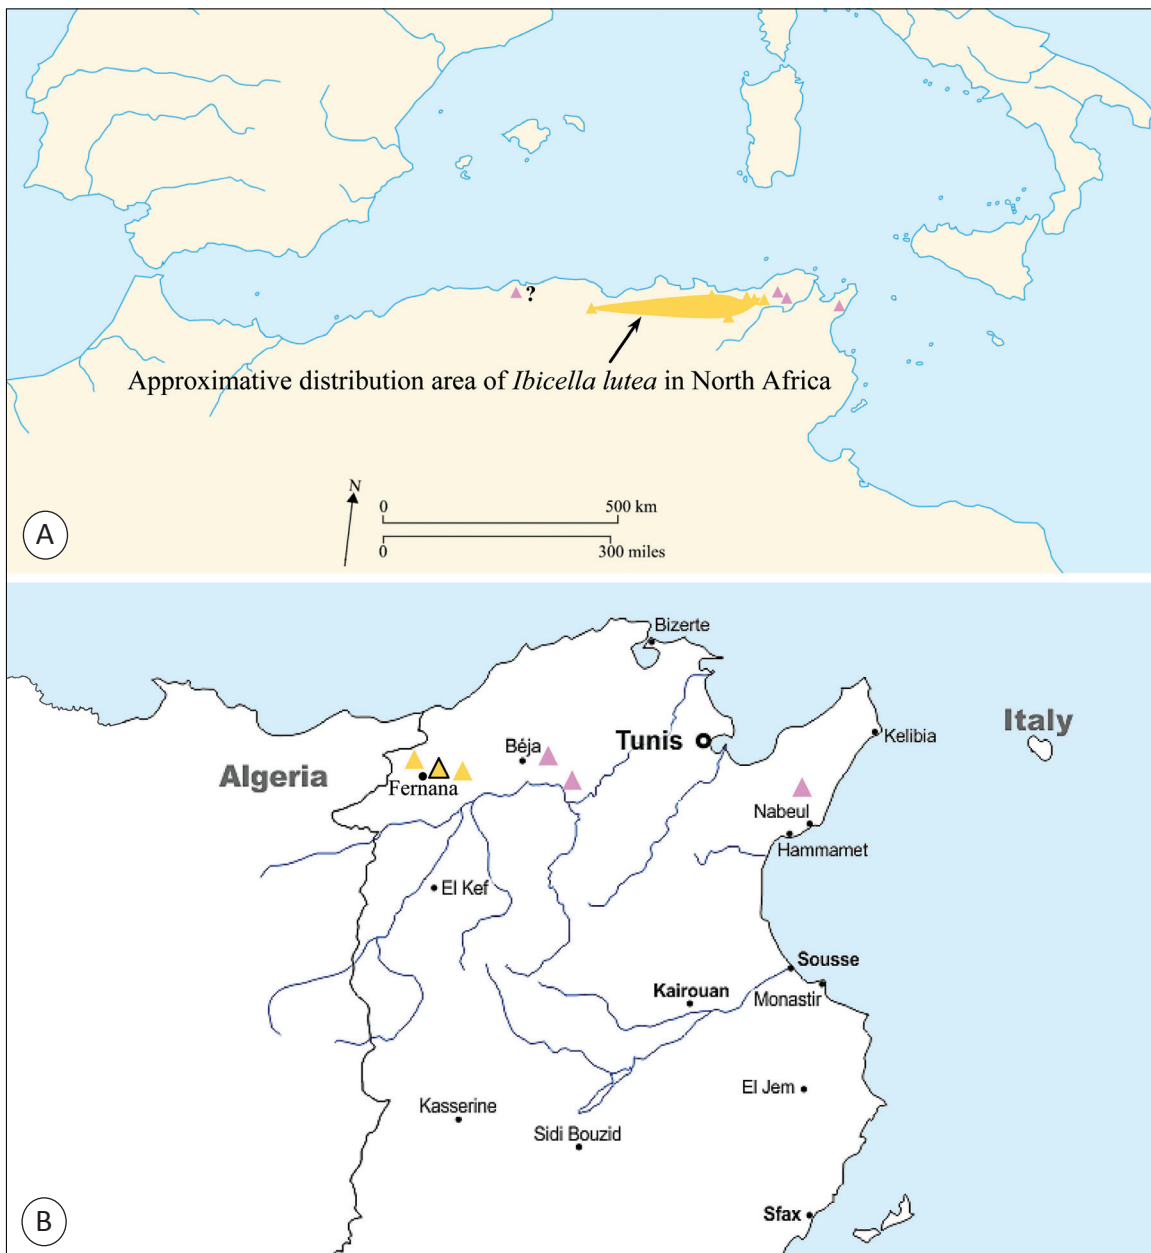 ?
Approximative distribution area of Ibicella lutea in North Africa
N
0 500 km
0 300 miles
A
Bizerte
Italy
Kelibia
Tunis
Béja
Algeria
Fernana
Nabeul
Hammamet
El Kef
Sousse
Kairouan
Monastir
El Jem
Kasserine
Sidi Bouzid
Sfax
B